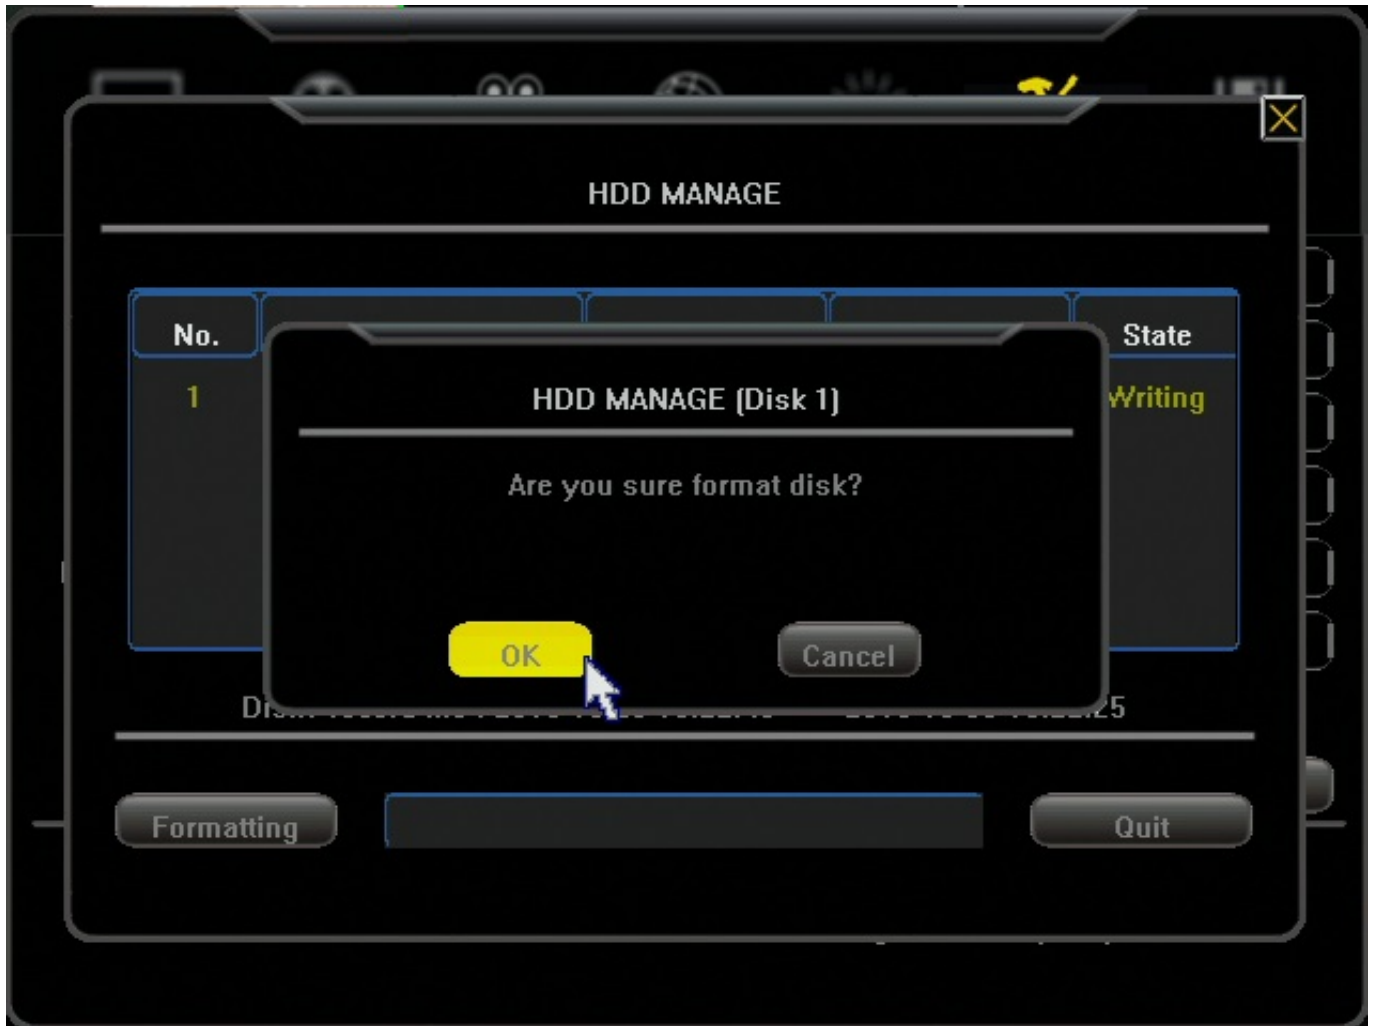 HDD MANAGE
No. State
1 Writing
HDD MANAGE (Disk 1)
Are you sure format disk?
OK Cancel
Formatting Quit